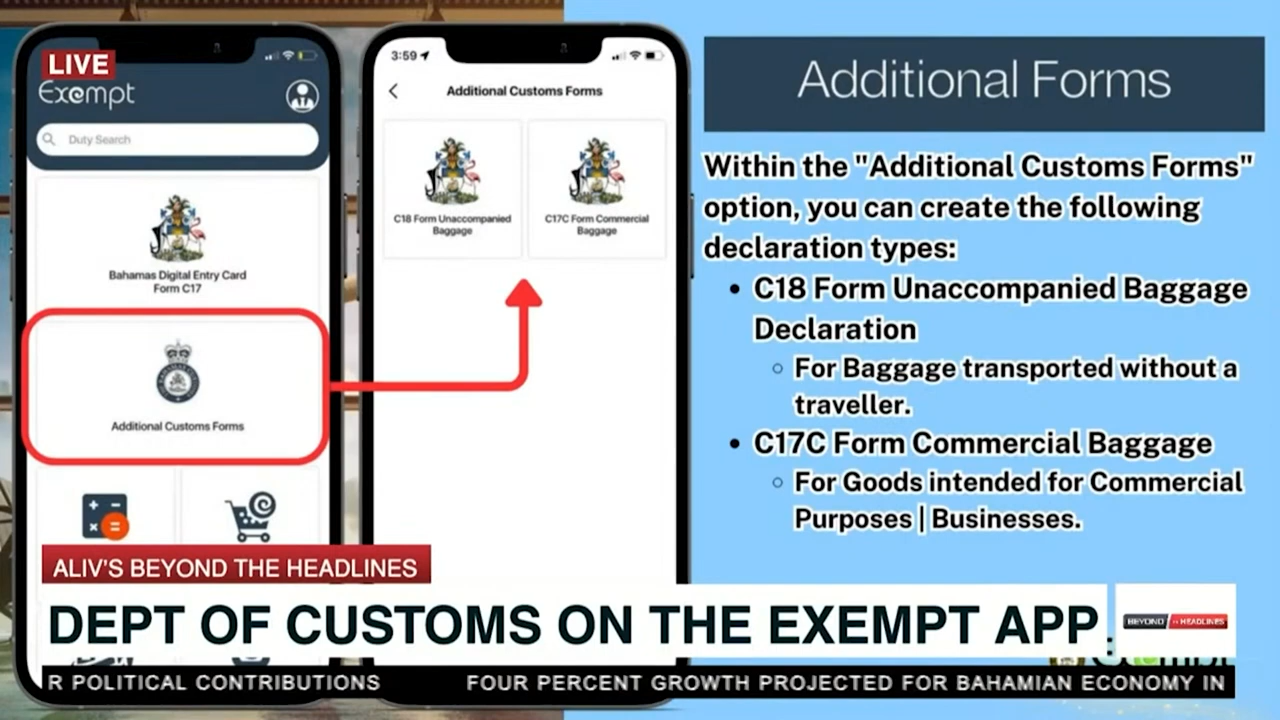 LIVE
Exempt
Duty Search
Bahamas Digital Entry Card
Form C17
Additional Customs Forms
3:59
Additional Customs Forms
C18 Form Unaccompanied
Baggage
C17C Form Commercial
Baggage
Additional Forms
Within the "Additional Customs Forms"
option, you can create the following
declaration types:
• C18 Form Unaccompanied Baggage
Declaration
○ For Baggage transported without a
traveller.
• C17C Form Commercial Baggage
○ For Goods intended for Commercial
Purposes | Businesses.
ALIV'S BEYOND THE HEADLINES
DEPT OF CUSTOMS ON THE EXEMPT APP
BEYOND THE HEADLINES
R POLITICAL CONTRIBUTIONS FOUR PERCENT GROWTH PROJECTED FOR BAHAMIAN ECONOMY IN